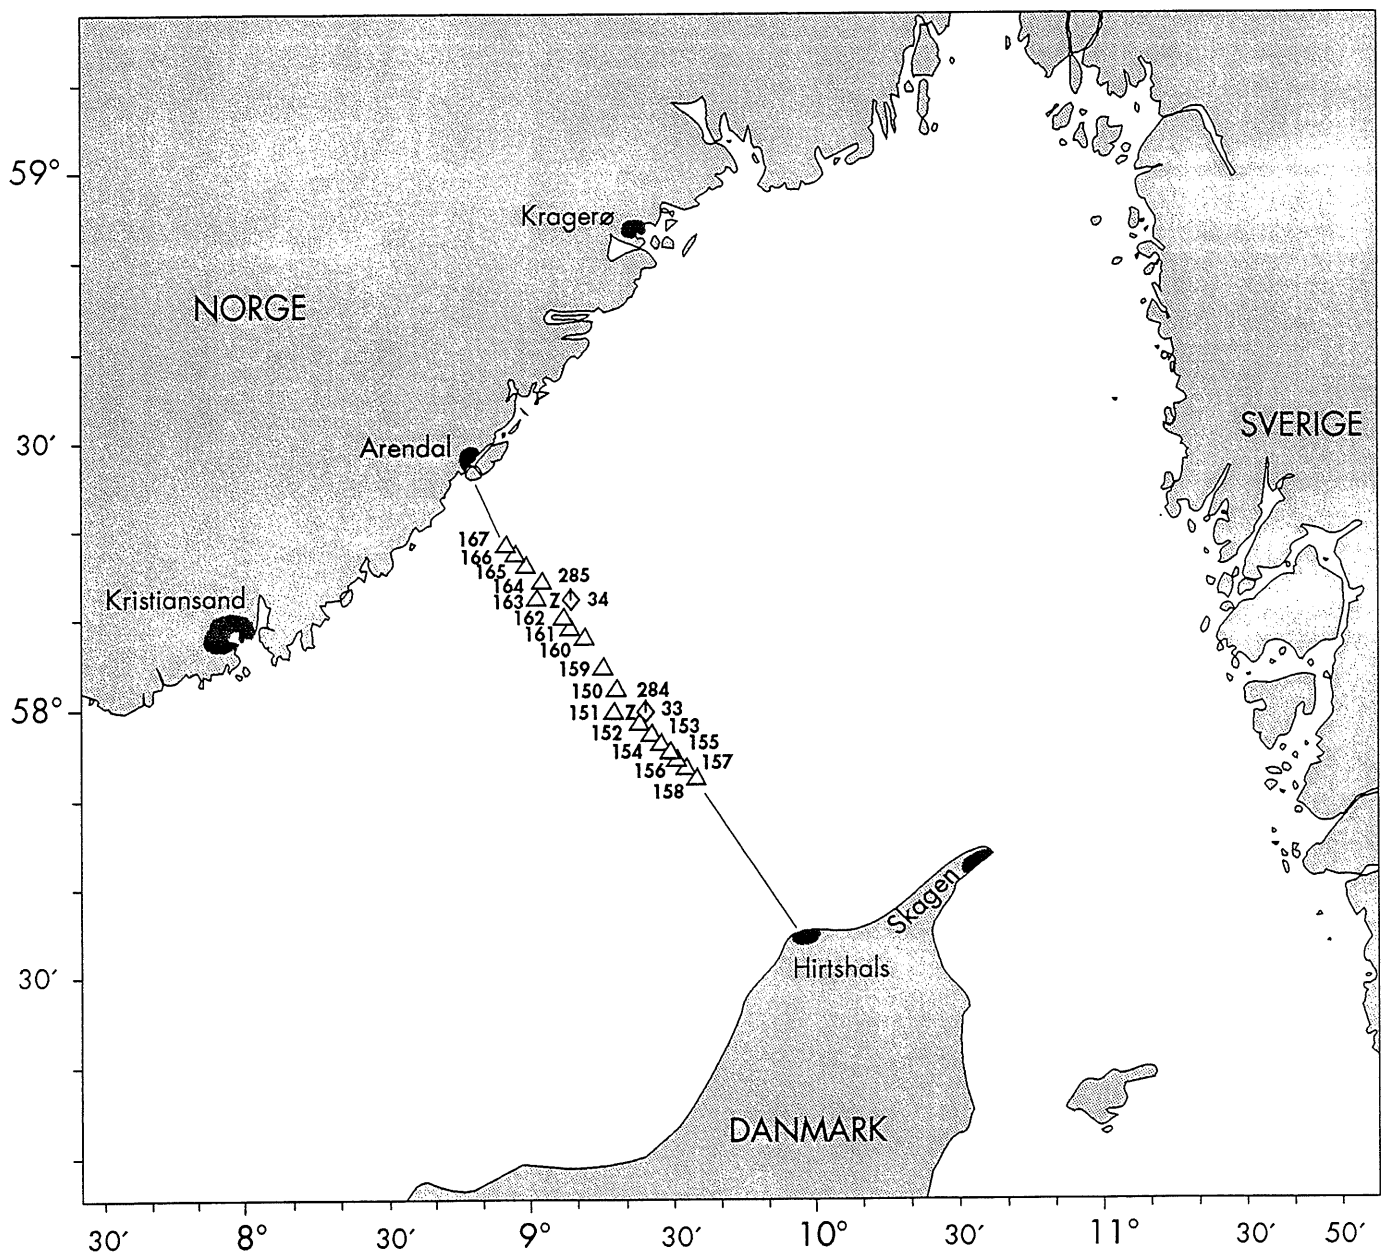 59°
Kragerø
NORGE
SVERIGE
30′
Arendal
167
166
165
285
164
163 Z 34
Kristiansand
162
161
160
159
150 284
58°
151 Z 33
153
152
155
154
157
156
158
Skagen
Hirtshals
30′
DANMARK
30′ 8° 30′ 9° 30′ 10° 30′ 11° 30′ 50′